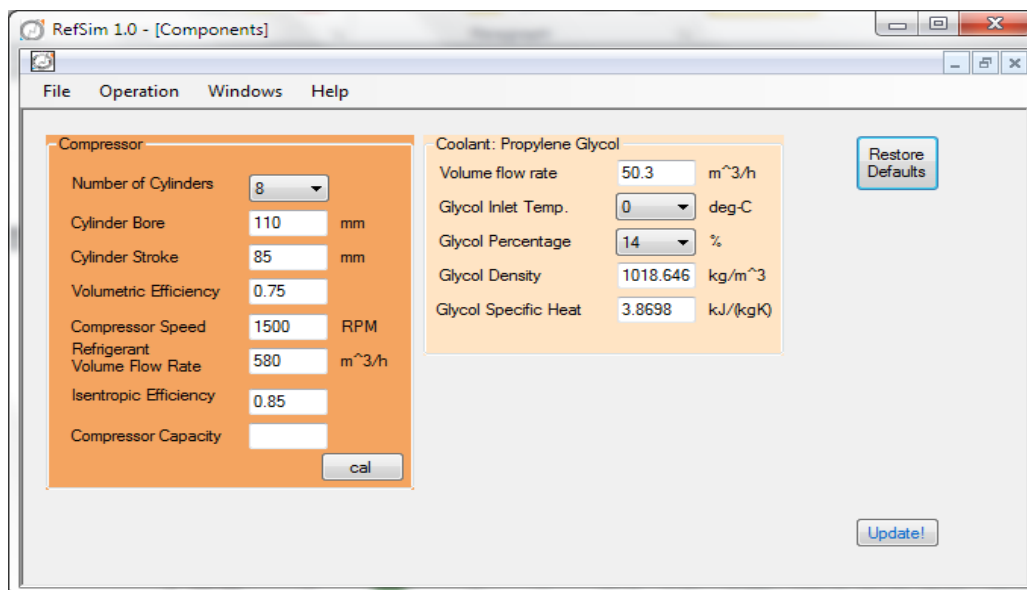 RefSim 1.0 - [Components]
File Operation Windows Help
Compressor
Number of Cylinders 8
Cylinder Bore 110 mm
Cylinder Stroke 85 mm
Volumetric Efficiency 0.75
Compressor Speed 1500 RPM
Refrigerant
Volume Flow Rate 580 m^3/h
Isentropic Efficiency 0.85
Compressor Capacity
cal
Coolant: Propylene Glycol
Volume flow rate 50.3 m^3/h
Glycol Inlet Temp. 0 deg-C
Glycol Percentage 14 %
Glycol Density 1018.646 kg/m^3
Glycol Specific Heat 3.8698 kJ/(kgK)
Restore
Defaults
Update!